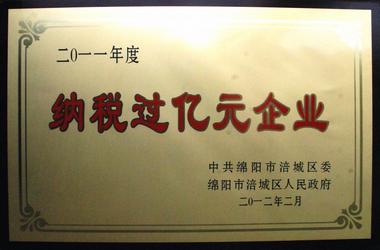 二〇一一年度
纳税过亿元企业
中共绵阳市涪城区委
绵阳市涪城区人民政府
二〇一二年二月